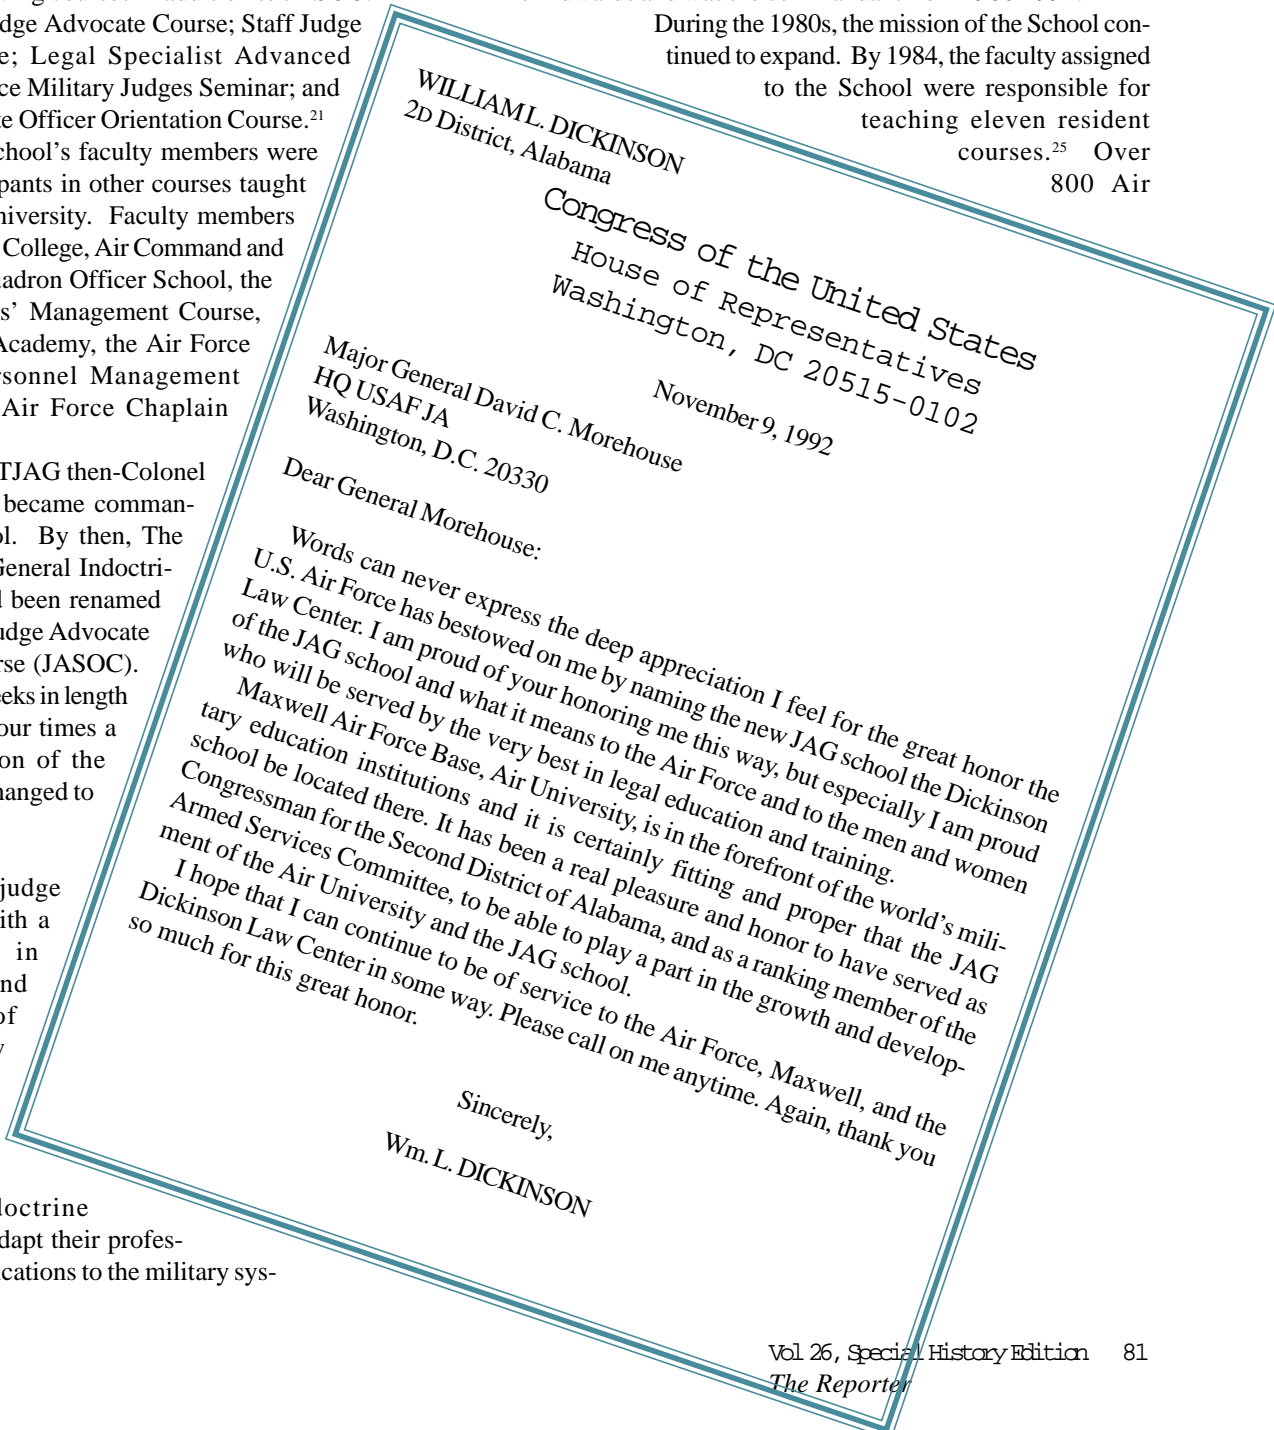 dge Advocate Course; Staff Judge
e; Legal Specialist Advanced
ce Military Judges Seminar; and
te Officer Orientation Course.²¹
chool's faculty members were
ipants in other courses taught
niversity. Faculty members
College, Air Command and
uadron Officer School, the
s' Management Course,
Academy, the Air Force
rsonnel Management
Air Force Chaplain
TJAG then-Colonel
became comman-
ol. By then, The
General Indoctri-
d been renamed
udge Advocate
rse (JASOC).
eeks in length
our times a
on of the
hanged to
judge
ith a
in
nd
of
doctrine
dapt their profes-
ications to the military sys-
During the 1980s, the mission of the School con-
tinued to expand. By 1984, the faculty assigned
to the School were responsible for
teaching eleven resident
courses.²⁵ Over
800 Air
WILLIAM L. DICKINSON
2D District, Alabama
Congress of the United States
House of Representatives
Washington, DC 20515-0102
November 9, 1992
Major General David C. Morehouse
HQ USAF JA
Washington, D.C. 20330
Dear General Morehouse:
Words can never express the deep appreciation I feel for the great honor the
U.S. Air Force has bestowed on me by naming the new JAG school the Dickinson
Law Center. I am proud of your honoring me this way, but especially I am proud
of the JAG school and what it means to the Air Force and to the men and women
who will be served by the very best in legal education and training.
Maxwell Air Force Base, Air University, is in the forefront of the world's mili-
tary education institutions and it is certainly fitting and proper that the JAG
school be located there. It has been a real pleasure and honor to have served as
Congressman for the Second District of Alabama, and as a ranking member of the
Armed Services Committee, to be able to play a part in the growth and develop-
ment of the Air University and the JAG school.
I hope that I can continue to be of service to the Air Force, Maxwell, and the
Dickinson Law Center in some way. Please call on me anytime. Again, thank you
so much for this great honor.
Sincerely,
Wm. L. DICKINSON
Vol 26, Special History Edition 81
The Reporter